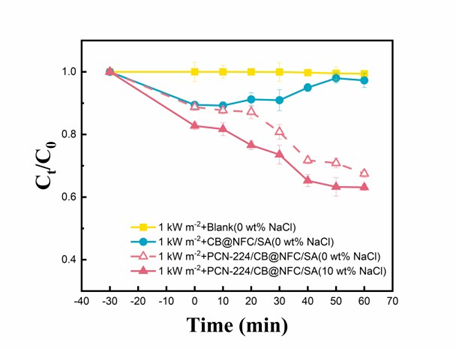 1.0
0.8
0.6
0.4
Cₜ/C₀
1 kW m⁻²+Blank(0 wt% NaCl)
1 kW m⁻²+CB@NFC/SA(0 wt% NaCl)
1 kW m⁻²+PCN-224/CB@NFC/SA(0 wt% NaCl)
1 kW m⁻²+PCN-224/CB@NFC/SA(10 wt% NaCl)
-40 -30 -20 -10 0 10 20 30 40 50 60 70
Time (min)